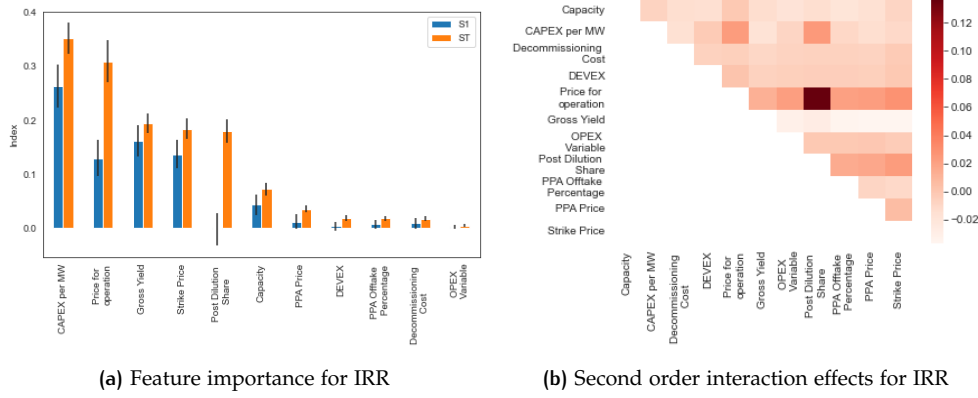 0.4
0.3
0.2
0.1
0.0
Index
S1
ST
CAPEX per MW
Price for
operation
Gross Yield
Strike Price
Post Dilution
Share
Capacity
PPA Price
DEVEX
PPA Offtake
Percentage
Decommissioning
Cost
OPEX
Variable
(a) Feature importance for IRR
Capacity
CAPEX per MW
Decommissioning
Cost
DEVEX
Price for
operation
Gross Yield
OPEX
Variable
Post Dilution
Share
PPA Offtake
Percentage
PPA Price
Strike Price
Capacity
CAPEX per MW
Decommissioning
Cost
DEVEX
Price for
operation
Gross Yield
OPEX
Variable
Post Dilution
Share
PPA Offtake
Percentage
PPA Price
Strike Price
0.12
0.10
0.08
0.06
0.04
0.02
0.00
−0.02
(b) Second order interaction effects for IRR